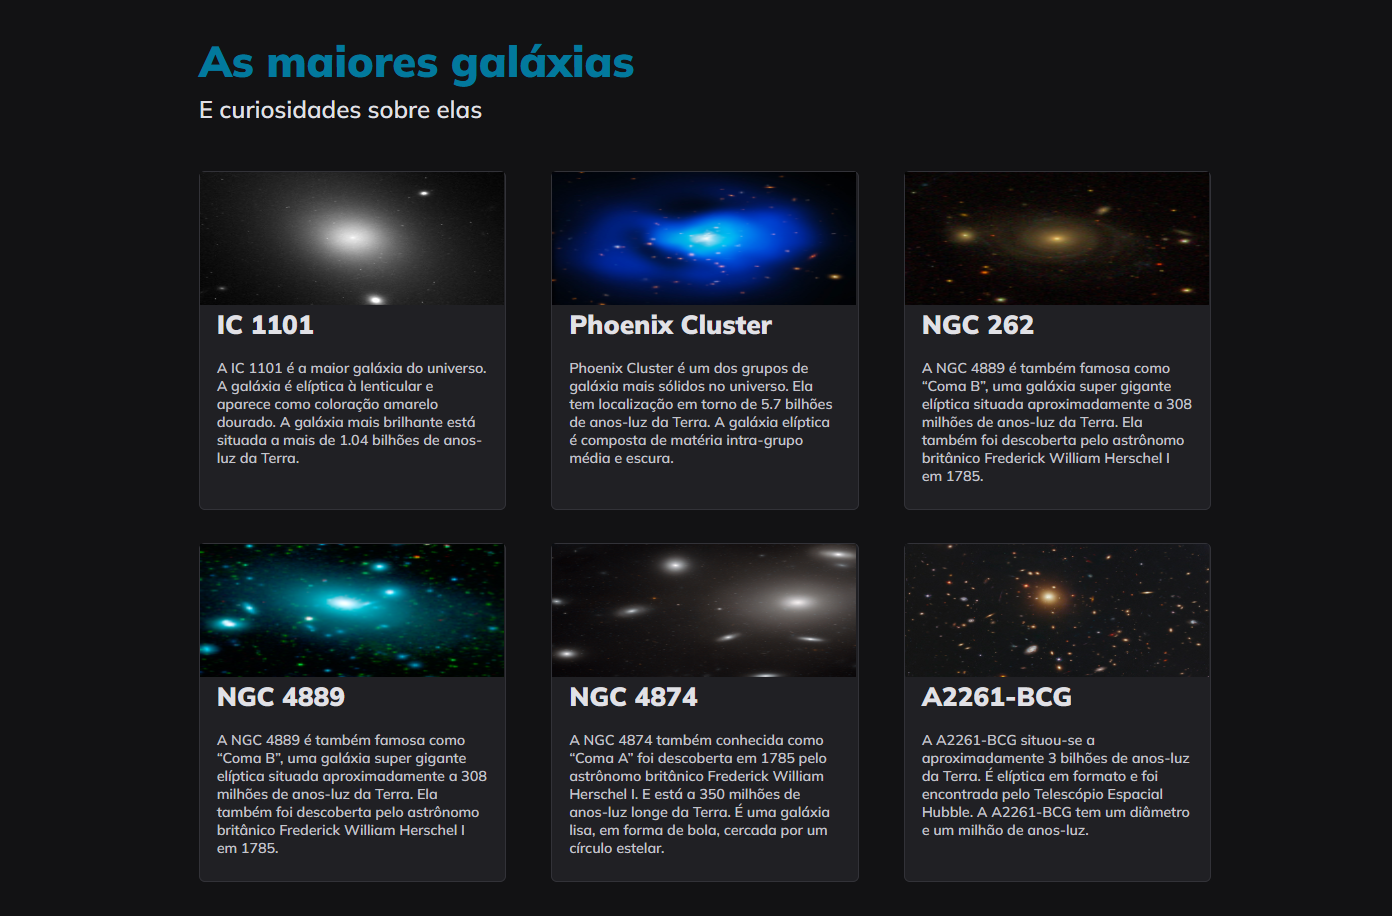 As maiores galáxias
E curiosidades sobre elas
IC 1101
A IC 1101 é a maior galáxia do universo.
A galáxia é elíptica à lenticular e
aparece como coloração amarelo
dourado. A galáxia mais brilhante está
situada a mais de 1.04 bilhões de anos-
luz da Terra.
Phoenix Cluster
Phoenix Cluster é um dos grupos de
galáxia mais sólidos no universo. Ela
tem localização em torno de 5.7 bilhões
de anos-luz da Terra. A galáxia elíptica
é composta de matéria intra-grupo
média e escura.
NGC 262
A NGC 4889 é também famosa como
“Coma B”, uma galáxia super gigante
elíptica situada aproximadamente a 308
milhões de anos-luz da Terra. Ela
também foi descoberta pelo astrônomo
britânico Frederick William Herschel I
em 1785.
NGC 4889
A NGC 4889 é também famosa como
“Coma B”, uma galáxia super gigante
elíptica situada aproximadamente a 308
milhões de anos-luz da Terra. Ela
também foi descoberta pelo astrônomo
britânico Frederick William Herschel I
em 1785.
NGC 4874
A NGC 4874 também conhecida como
“Coma A” foi descoberta em 1785 pelo
astrônomo britânico Frederick William
Herschel I. E está a 350 milhões de
anos-luz longe da Terra. É uma galáxia
lisa, em forma de bola, cercada por um
círculo estelar.
A2261-BCG
A A2261-BCG situou-se a
aproximadamente 3 bilhões de anos-luz
da Terra. É elíptica em formato e foi
encontrada pelo Telescópio Espacial
Hubble. A A2261-BCG tem um diâmetro
e um milhão de anos-luz.